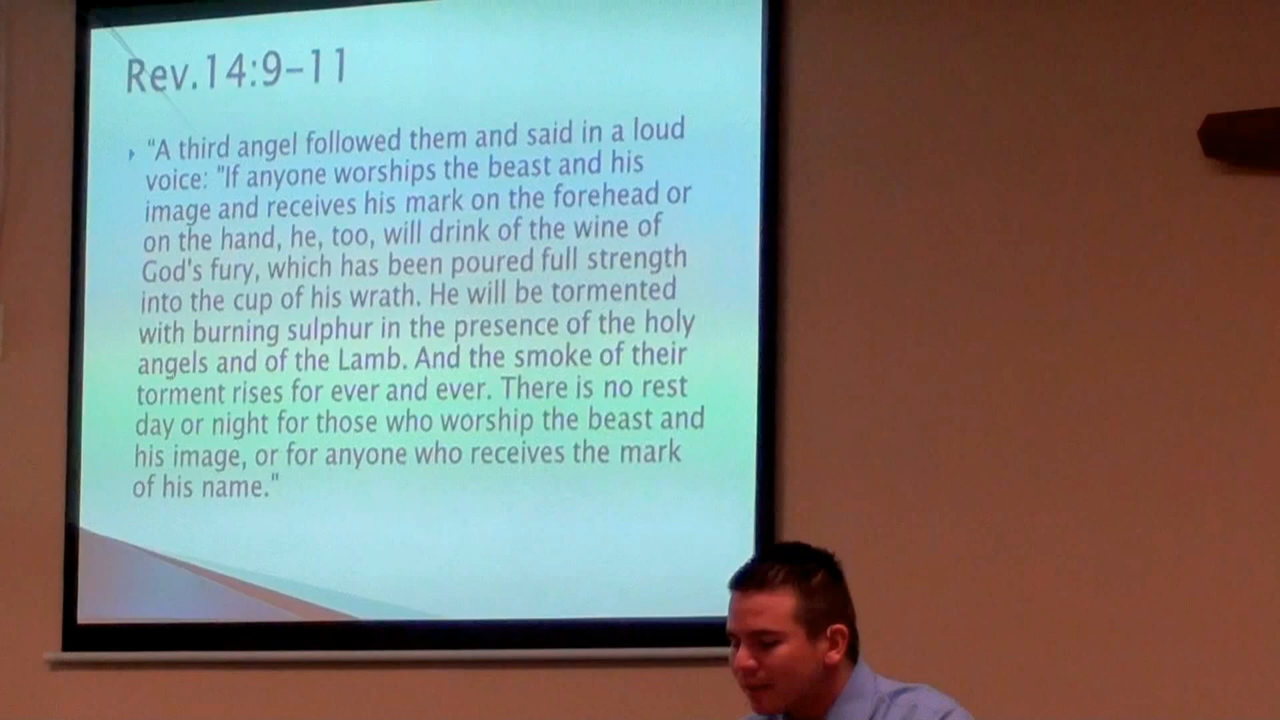 Rev.14:9-11
"A third angel followed them and said in a loud
voice: "If anyone worships the beast and his
image and receives his mark on the forehead or
on the hand, he, too, will drink of the wine of
God's fury, which has been poured full strength
into the cup of his wrath. He will be tormented
with burning sulphur in the presence of the holy
angels and of the Lamb. And the smoke of their
torment rises for ever and ever. There is no rest
day or night for those who worship the beast and
his image, or for anyone who receives the mark
of his name."